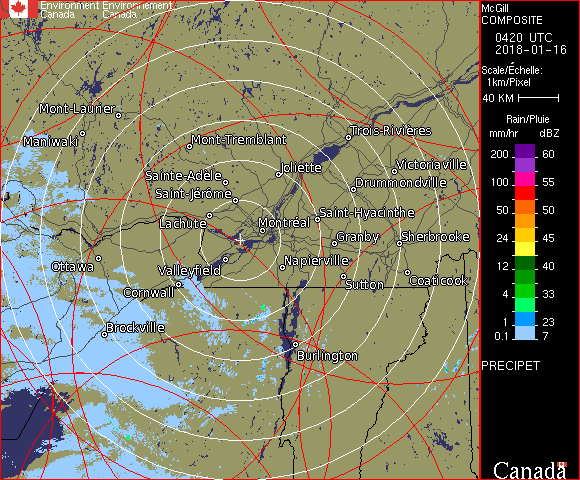 Environment Environnement
Canada Canada
McGill
COMPOSITE
0420 UTC
2018-01-16
Scale/Échelle:
1km/Pixel
40 KM
Rain/Pluie
mm/hr dBZ
200 60
100 55
50 50
24 45
12 40
4 33
1 23
0.1 7
PRECIPET
Canada
Mont-Laurier
Maniwaki
Mont-Tremblant
Trois-Rivières
Joliette
Victoriaville
Sainte-Adèle
Drummondville
Saint-Jérôme
Saint-Hyacinthe
Lachute
Montréal
Granby
Sherbrooke
Ottawa
Valleyfield
Napierville
Cornwall
Sutton
Coaticook
Brockville
Burlington